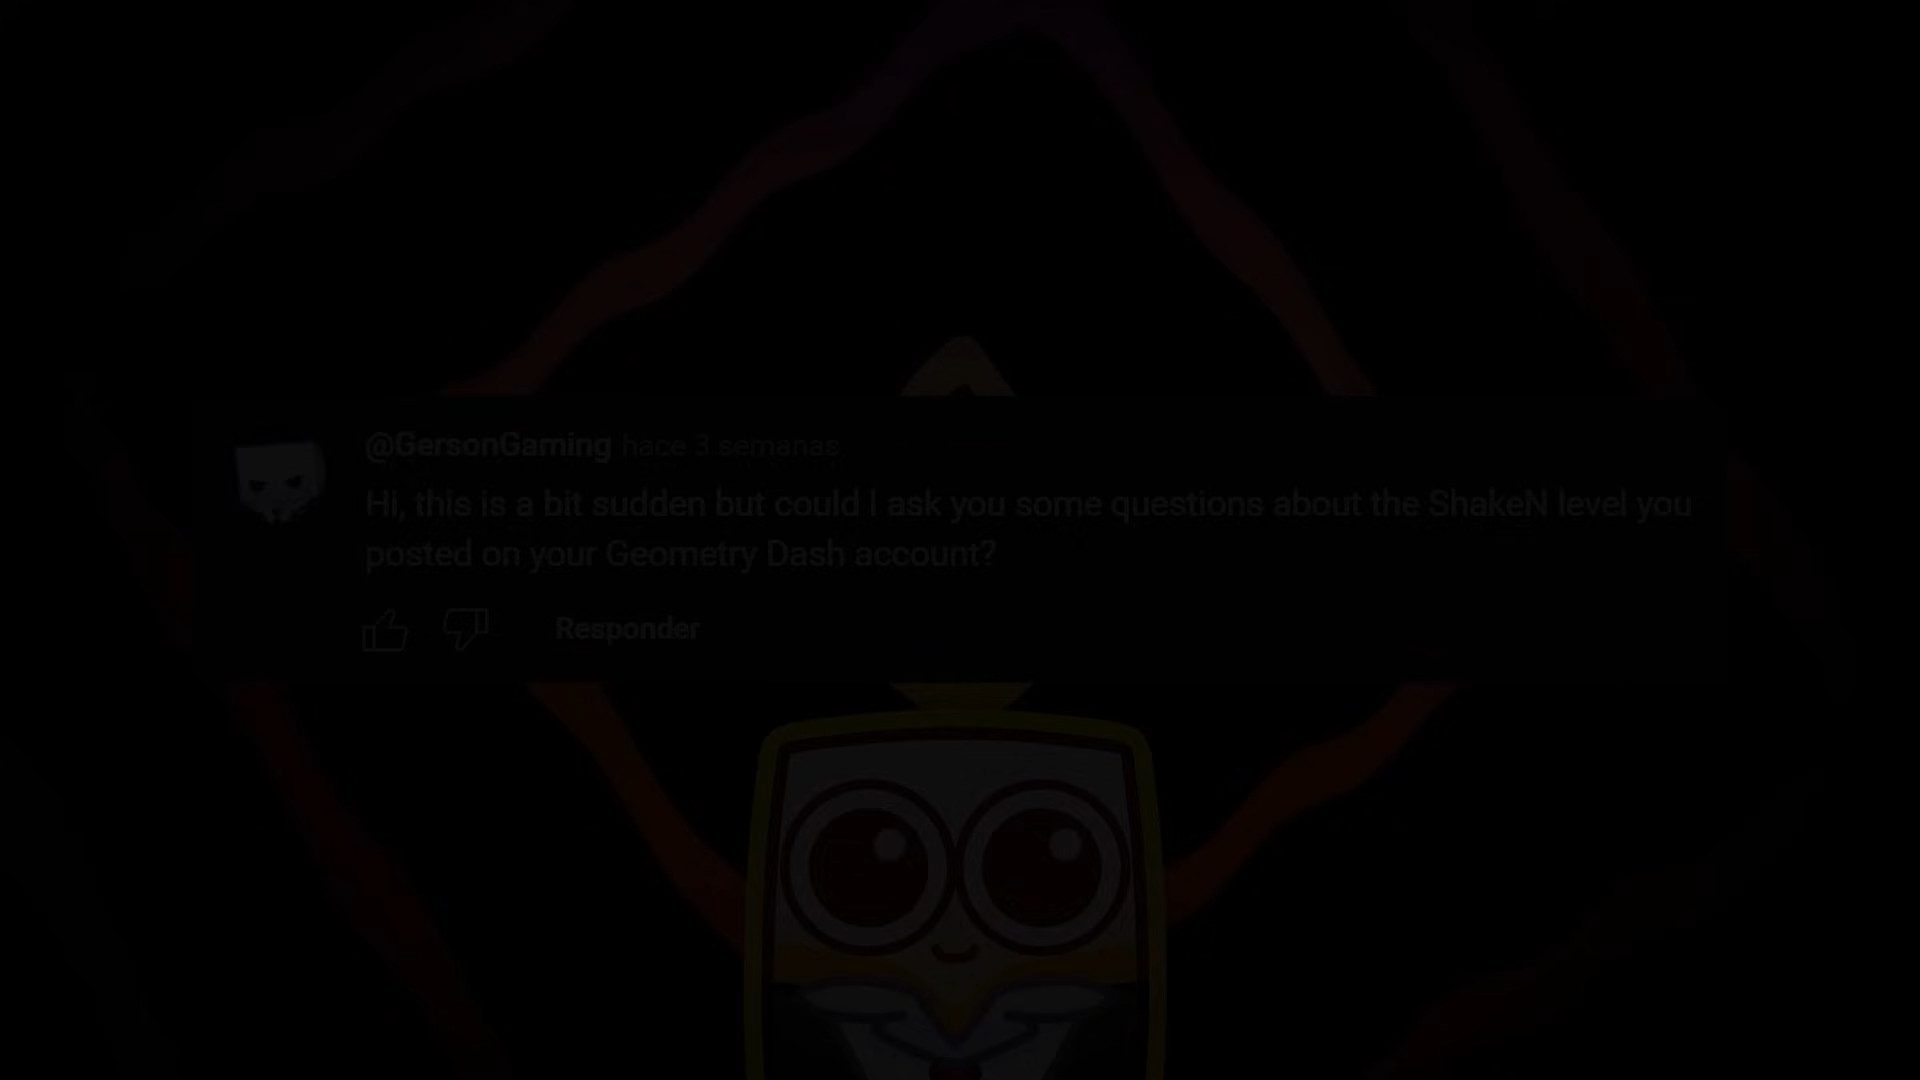 @GersonGaming hace 3 semanas
Hi, this is a bit sudden but could I ask you some questions about the ShakeN level you
posted on your Geometry Dash account?
Responder